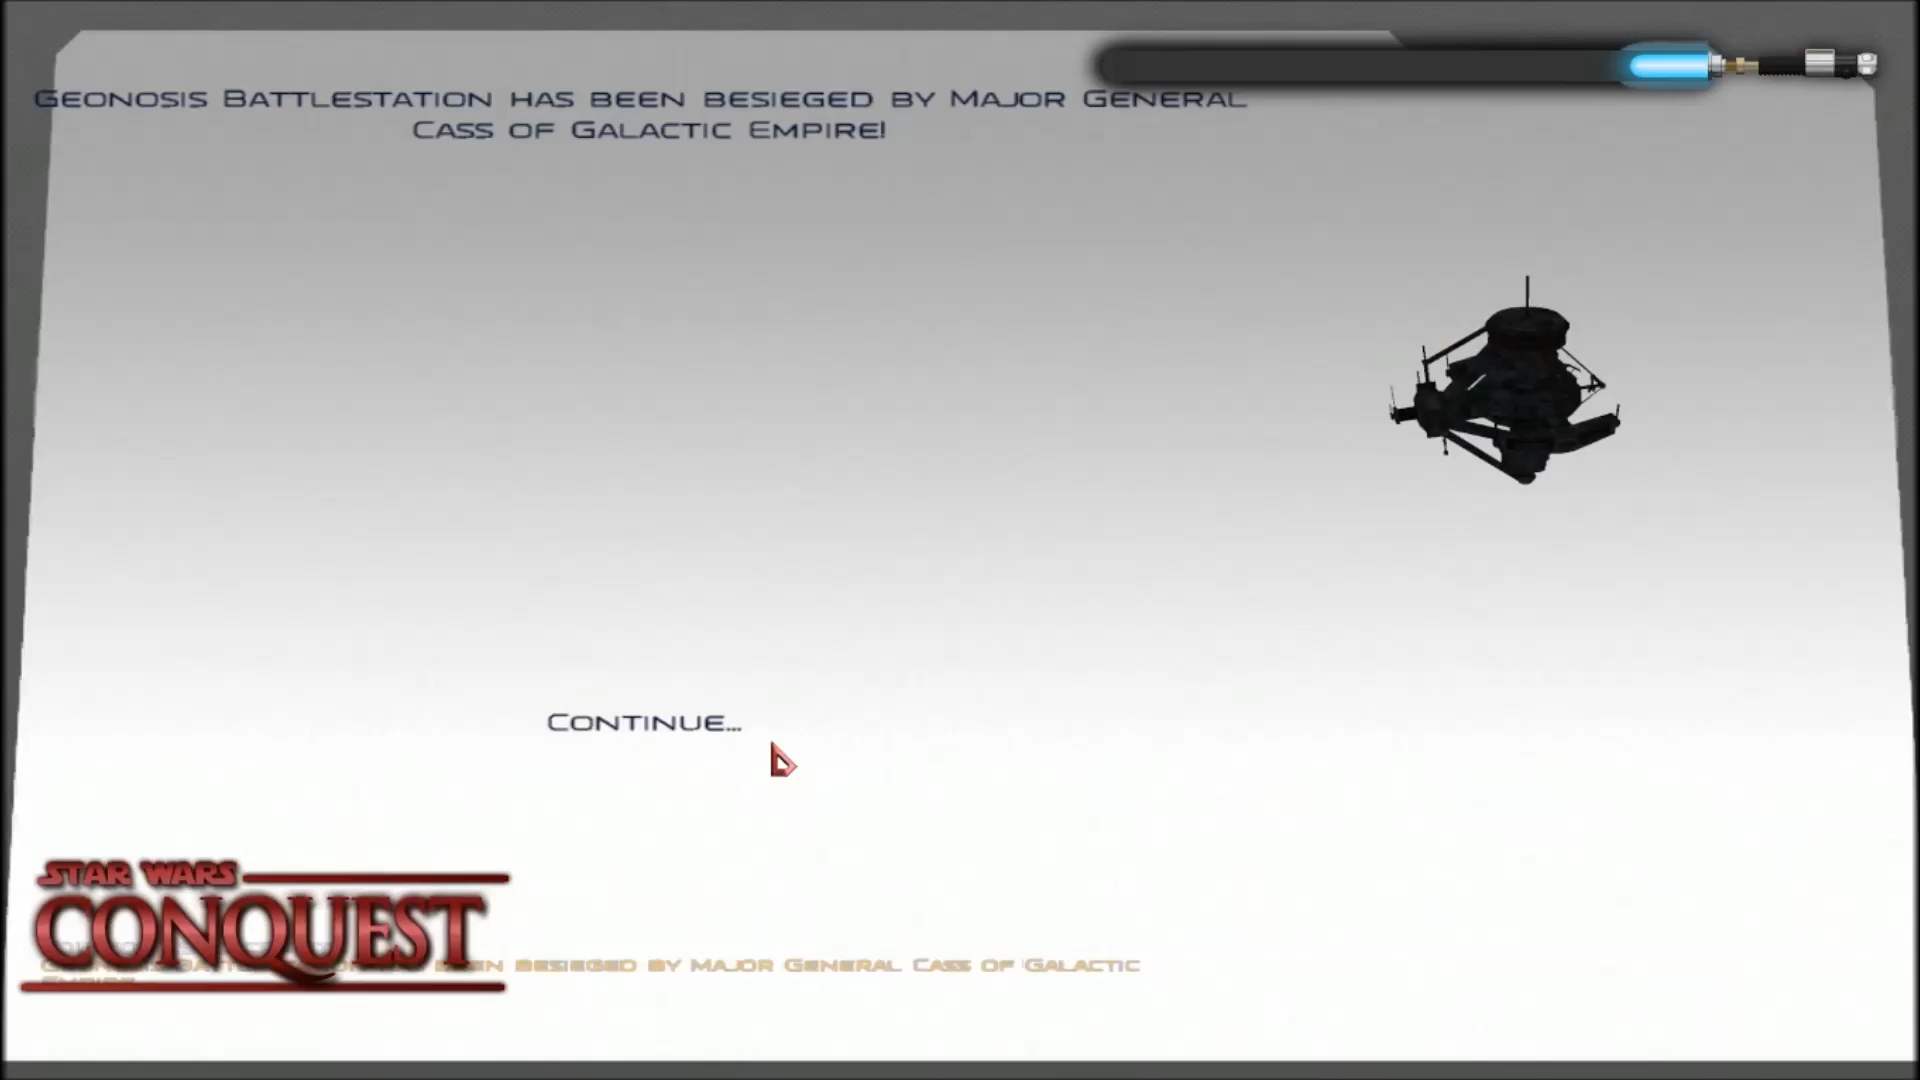 Geonosis Battlestation has been besieged by Major General
Cass of Galactic Empire!
Continue...
STAR WARS
CONQUEST
besieged by Major General Cass of Galactic